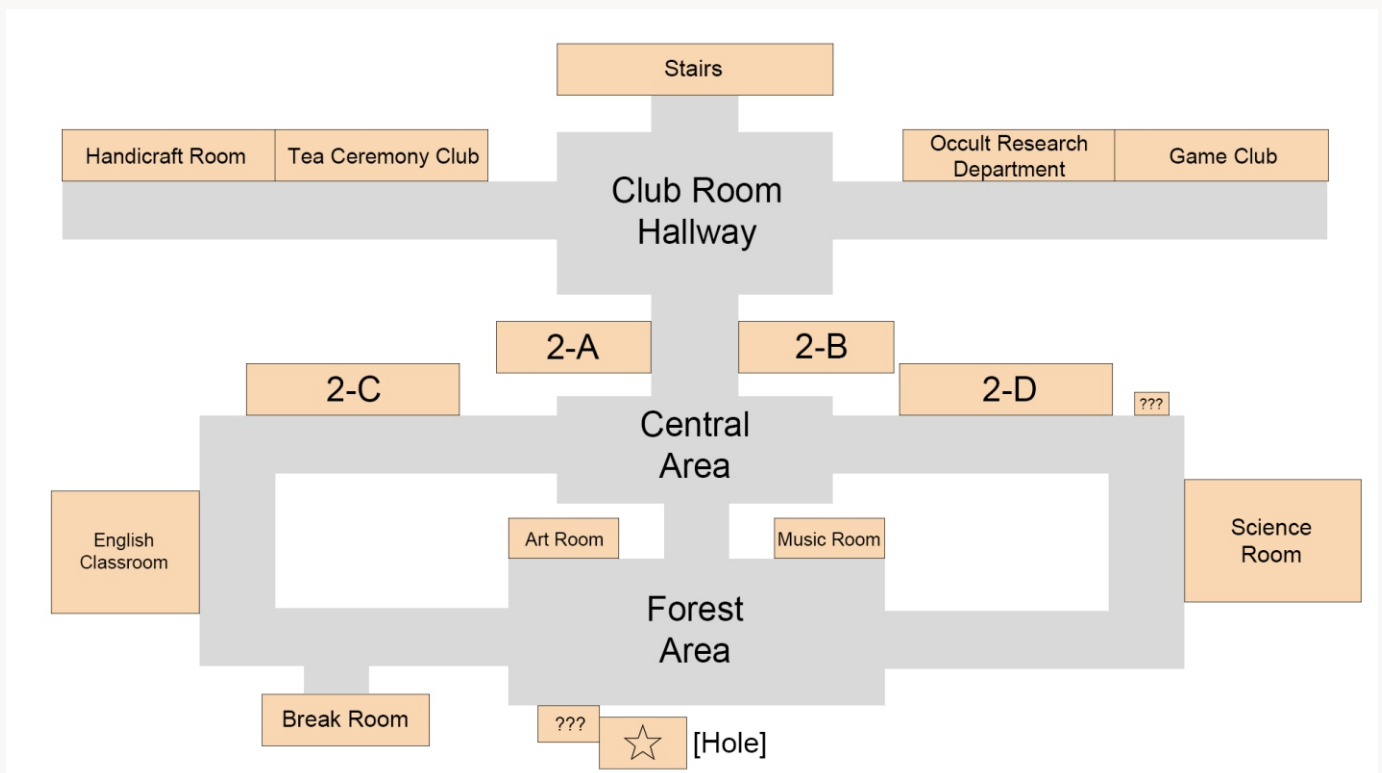 Stairs
Handicraft Room
Tea Ceremony Club
Occult Research
Department
Game Club
Club Room
Hallway
2-A
2-B
2-C
2-D
???
Central
Area
English
Classroom
Art Room
Music Room
Science
Room
Forest
Area
Break Room
???
[Hole]